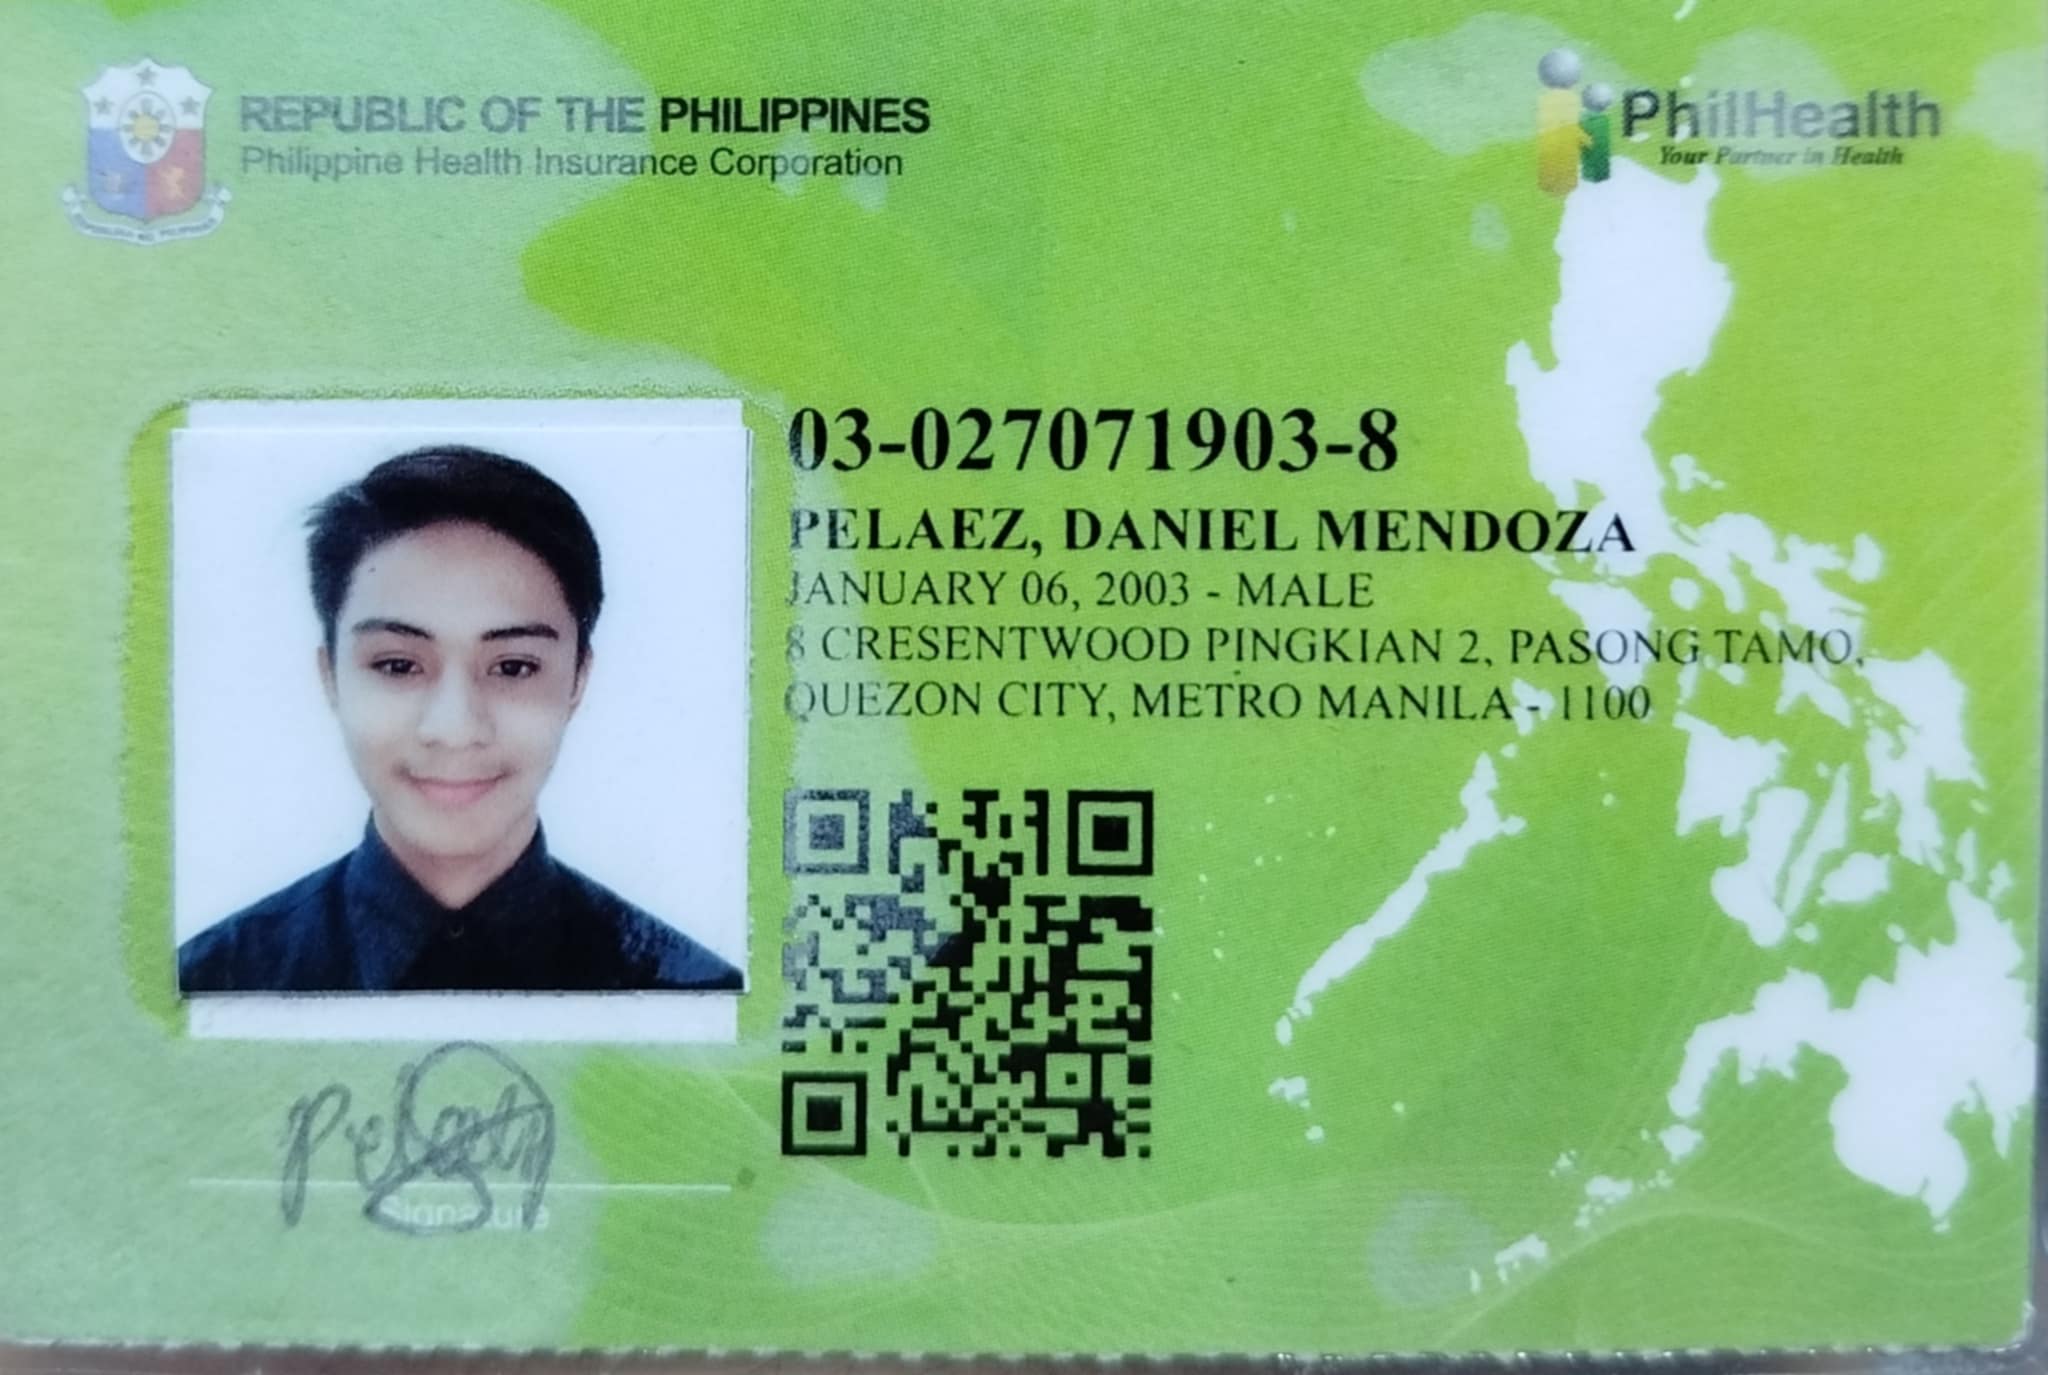 REPUBLIC OF THE PHILIPPINES
Philippine Health Insurance Corporation
PhilHealth
Your Partner in Health
03-027071903-8
PELAEZ, DANIEL MENDOZA
JANUARY 06, 2003 - MALE
8 CRESENTWOOD PINGKIAN 2, PASONG TAMO,
QUEZON CITY, METRO MANILA - 1100
Signature